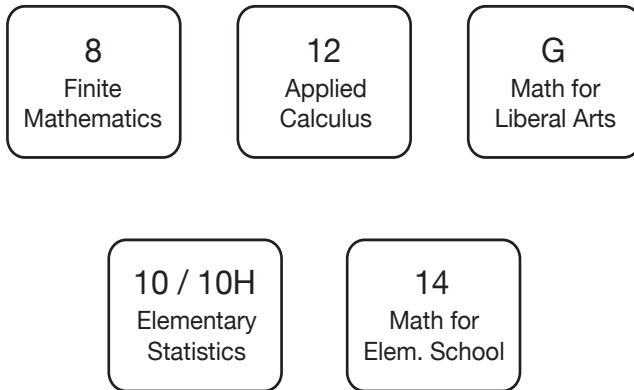 8
Finite
Mathematics
12
Applied
Calculus
G
Math for
Liberal Arts
10 / 10H
Elementary
Statistics
14
Math for
Elem. School